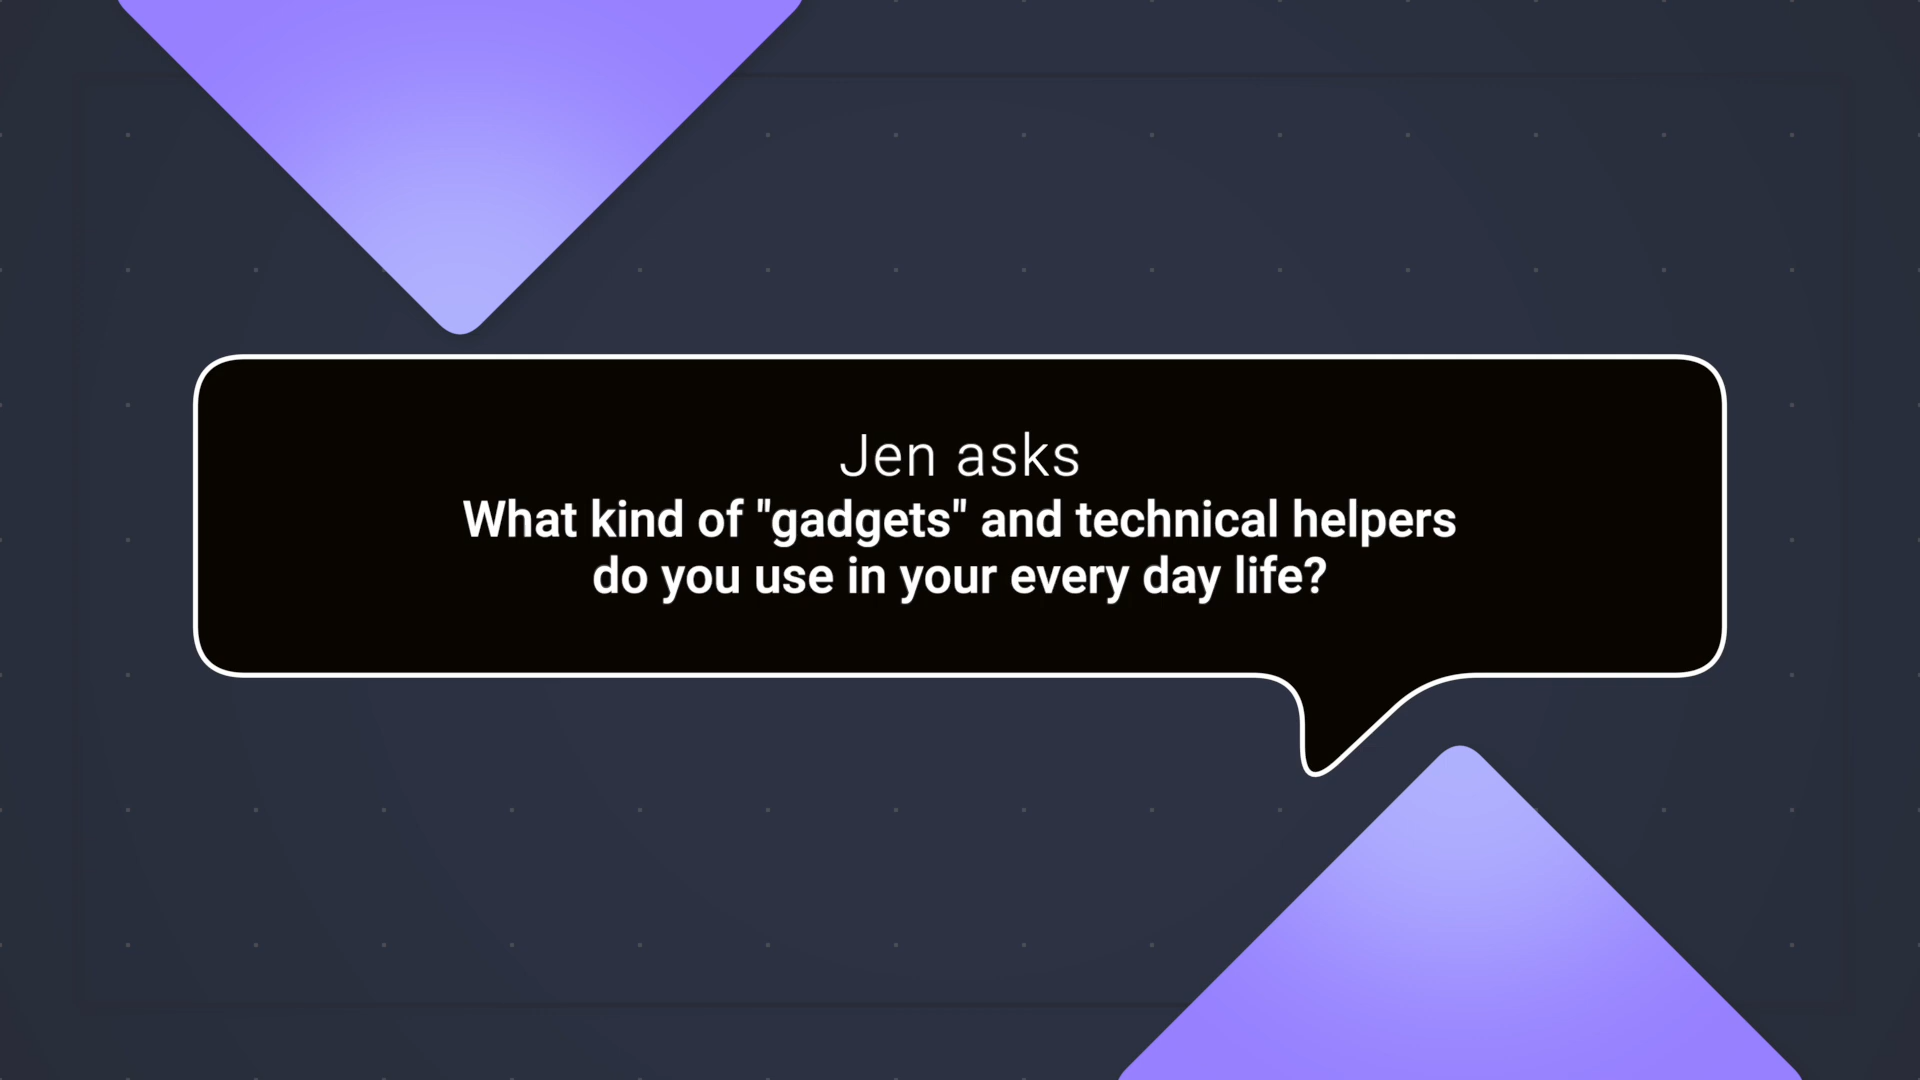 Jen asks
What kind of "gadgets" and technical helpers
do you use in your every day life?